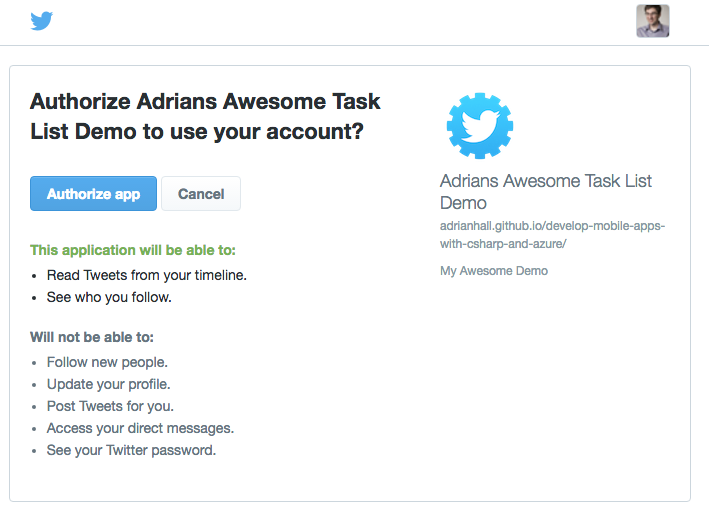 Authorize Adrians Awesome Task
List Demo to use your account?
Authorize app
Cancel
This application will be able to:
• Read Tweets from your timeline.
• See who you follow.
Will not be able to:
• Follow new people.
• Update your profile.
• Post Tweets for you.
• Access your direct messages.
• See your Twitter password.
Adrians Awesome Task List
Demo
adrianhall.github.io/develop-mobile-apps-
with-csharp-and-azure/
My Awesome Demo